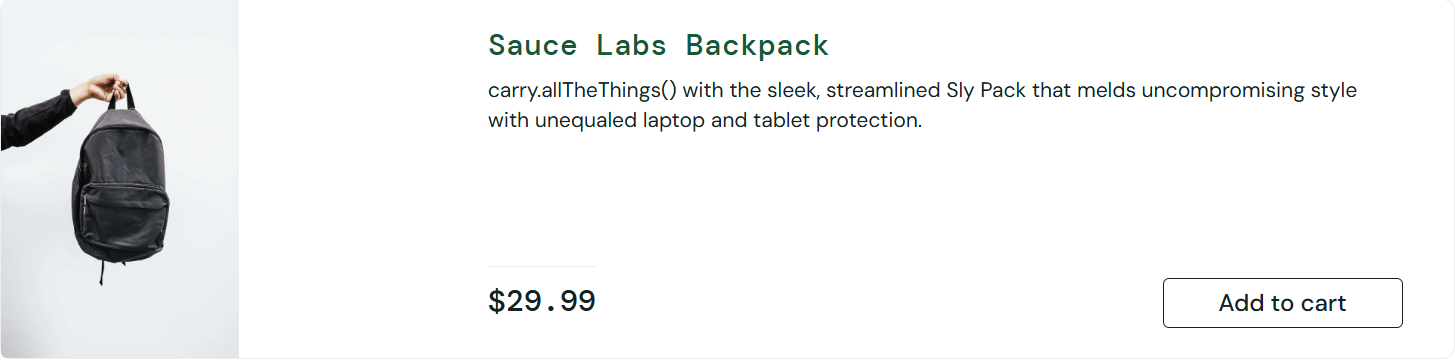 Sauce Labs Backpack
carry.allTheThings() with the sleek, streamlined Sly Pack that melds uncompromising style
with unequaled laptop and tablet protection.
$29.99
Add to cart